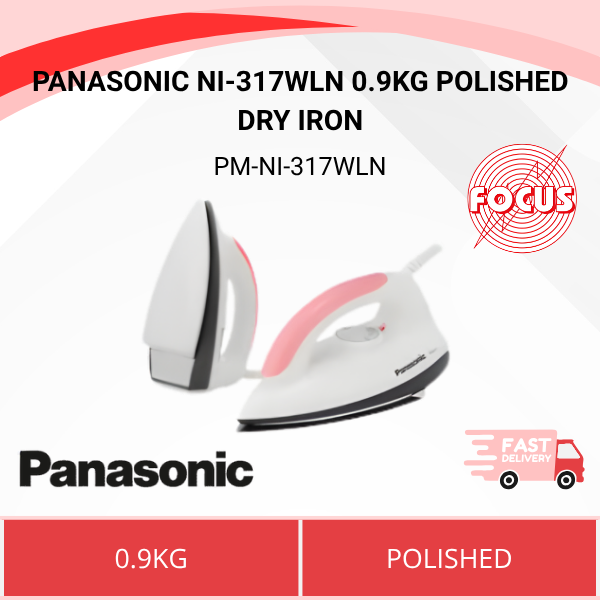 PANASONIC NI-317WLN 0.9KG POLISHED
DRY IRON
PM-NI-317WLN
FOCUS
Panasonic
Panasonic
FAST
DELIVERY
0.9KG
POLISHED